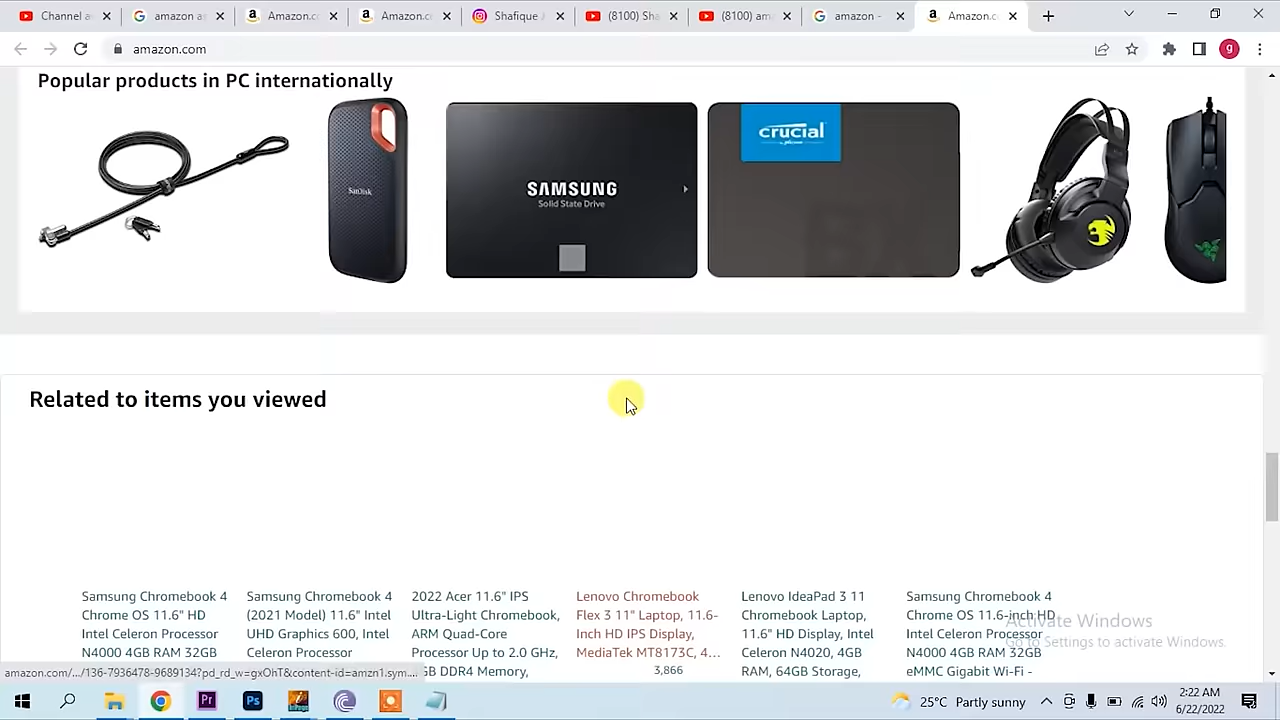 Channel a
amazon as
Amazon.c
Amazon.c
Shafique
(8100) Sh
(8100) am
amazon -
Amazon.c
amazon.com
g
Popular products in PC internationally
SanDisk
SAMSUNG
Solid State Drive
crucial
Related to items you viewed
Samsung Chromebook 4
Chrome OS 11.6" HD
Intel Celeron Processor
N4000 4GB RAM 32GB
Samsung Chromebook 4
(2021 Model) 11.6" Intel
UHD Graphics 600, Intel
Celeron Processor
2022 Acer 11.6" IPS
Ultra-Light Chromebook,
ARM Quad-Core
Processor Up to 2.0 GHz,
GB DDR4 Memory,
Lenovo Chromebook
Flex 3 11" Laptop, 11.6-
Inch HD IPS Display,
MediaTek MT8173C, 4...
3,866
Lenovo IdeaPad 3 11
Chromebook Laptop,
11.6" HD Display, Intel
Celeron N4020, 4GB
RAM, 64GB Storage,
Samsung Chromebook 4
Chrome OS 11.6-inch HD
Intel Celeron Processor
N4000 4GB RAM 32GB
eMMC Gigabit Wi-Fi -
Activate Windows
Go to Settings to activate Windows.
amazon.com/.../136-7936478-9689134?pd_rd_w=gxOhT&content-id=amzn1.sym....
Pr
Ps
25°C Partly sunny
2:22 AM
6/22/2022